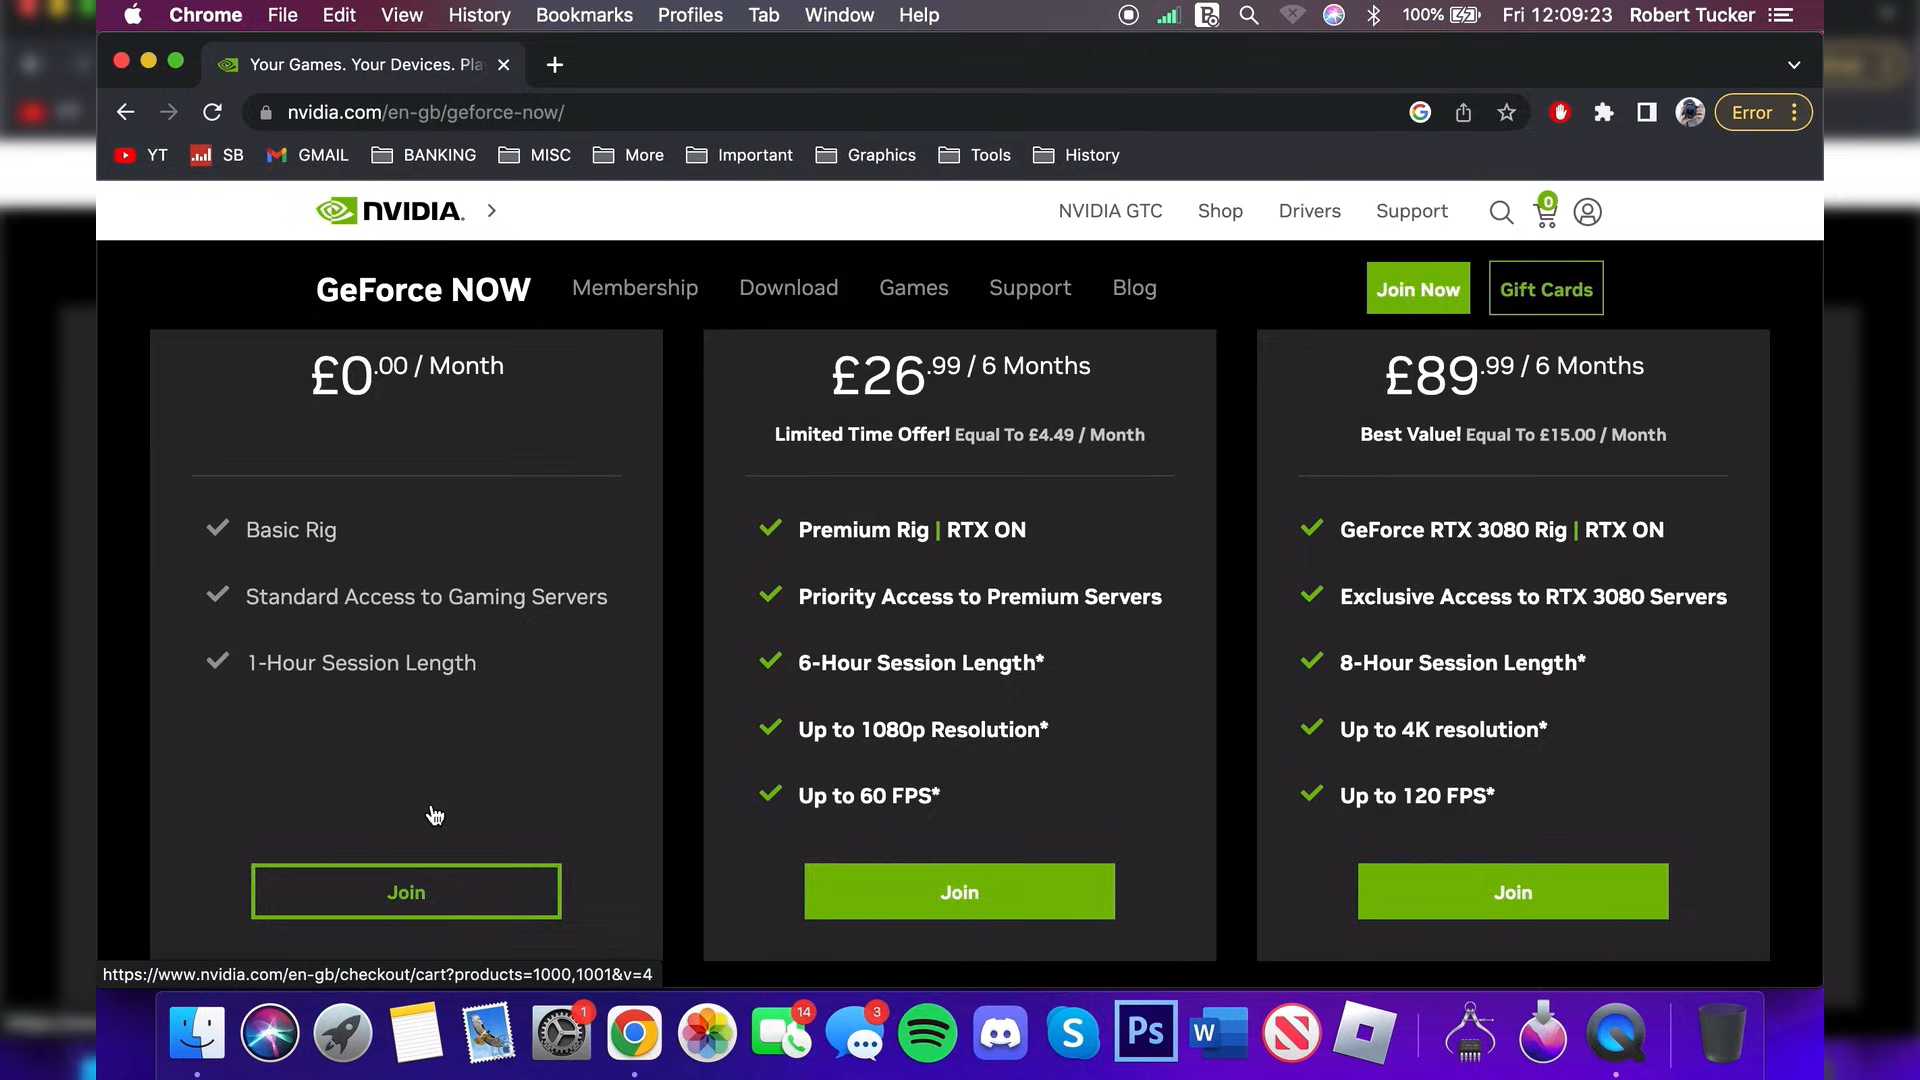 Chrome File Edit View History Bookmarks Profiles Tab Window Help 100% Fri 12:09:23 Robert Tucker
Your Games. Your Devices. Pla
nvidia.com/en-gb/geforce-now/ Error
YT SB GMAIL BANKING MISC More Important Graphics Tools History
NVIDIA. NVIDIA GTC Shop Drivers Support 0
GeForce NOW Membership Download Games Support Blog Join Now Gift Cards
£0.00 / Month
Basic Rig
Standard Access to Gaming Servers
1-Hour Session Length
Join
£26.99 / 6 Months
Limited Time Offer! Equal To £4.49 / Month
Premium Rig | RTX ON
Priority Access to Premium Servers
6-Hour Session Length*
Up to 1080p Resolution*
Up to 60 FPS*
Join
£89.99 / 6 Months
Best Value! Equal To £15.00 / Month
GeForce RTX 3080 Rig | RTX ON
Exclusive Access to RTX 3080 Servers
8-Hour Session Length*
Up to 4K resolution*
Up to 120 FPS*
Join
https://www.nvidia.com/en-gb/checkout/cart?products=1000,1001&v=4
1 14 3 S Ps W